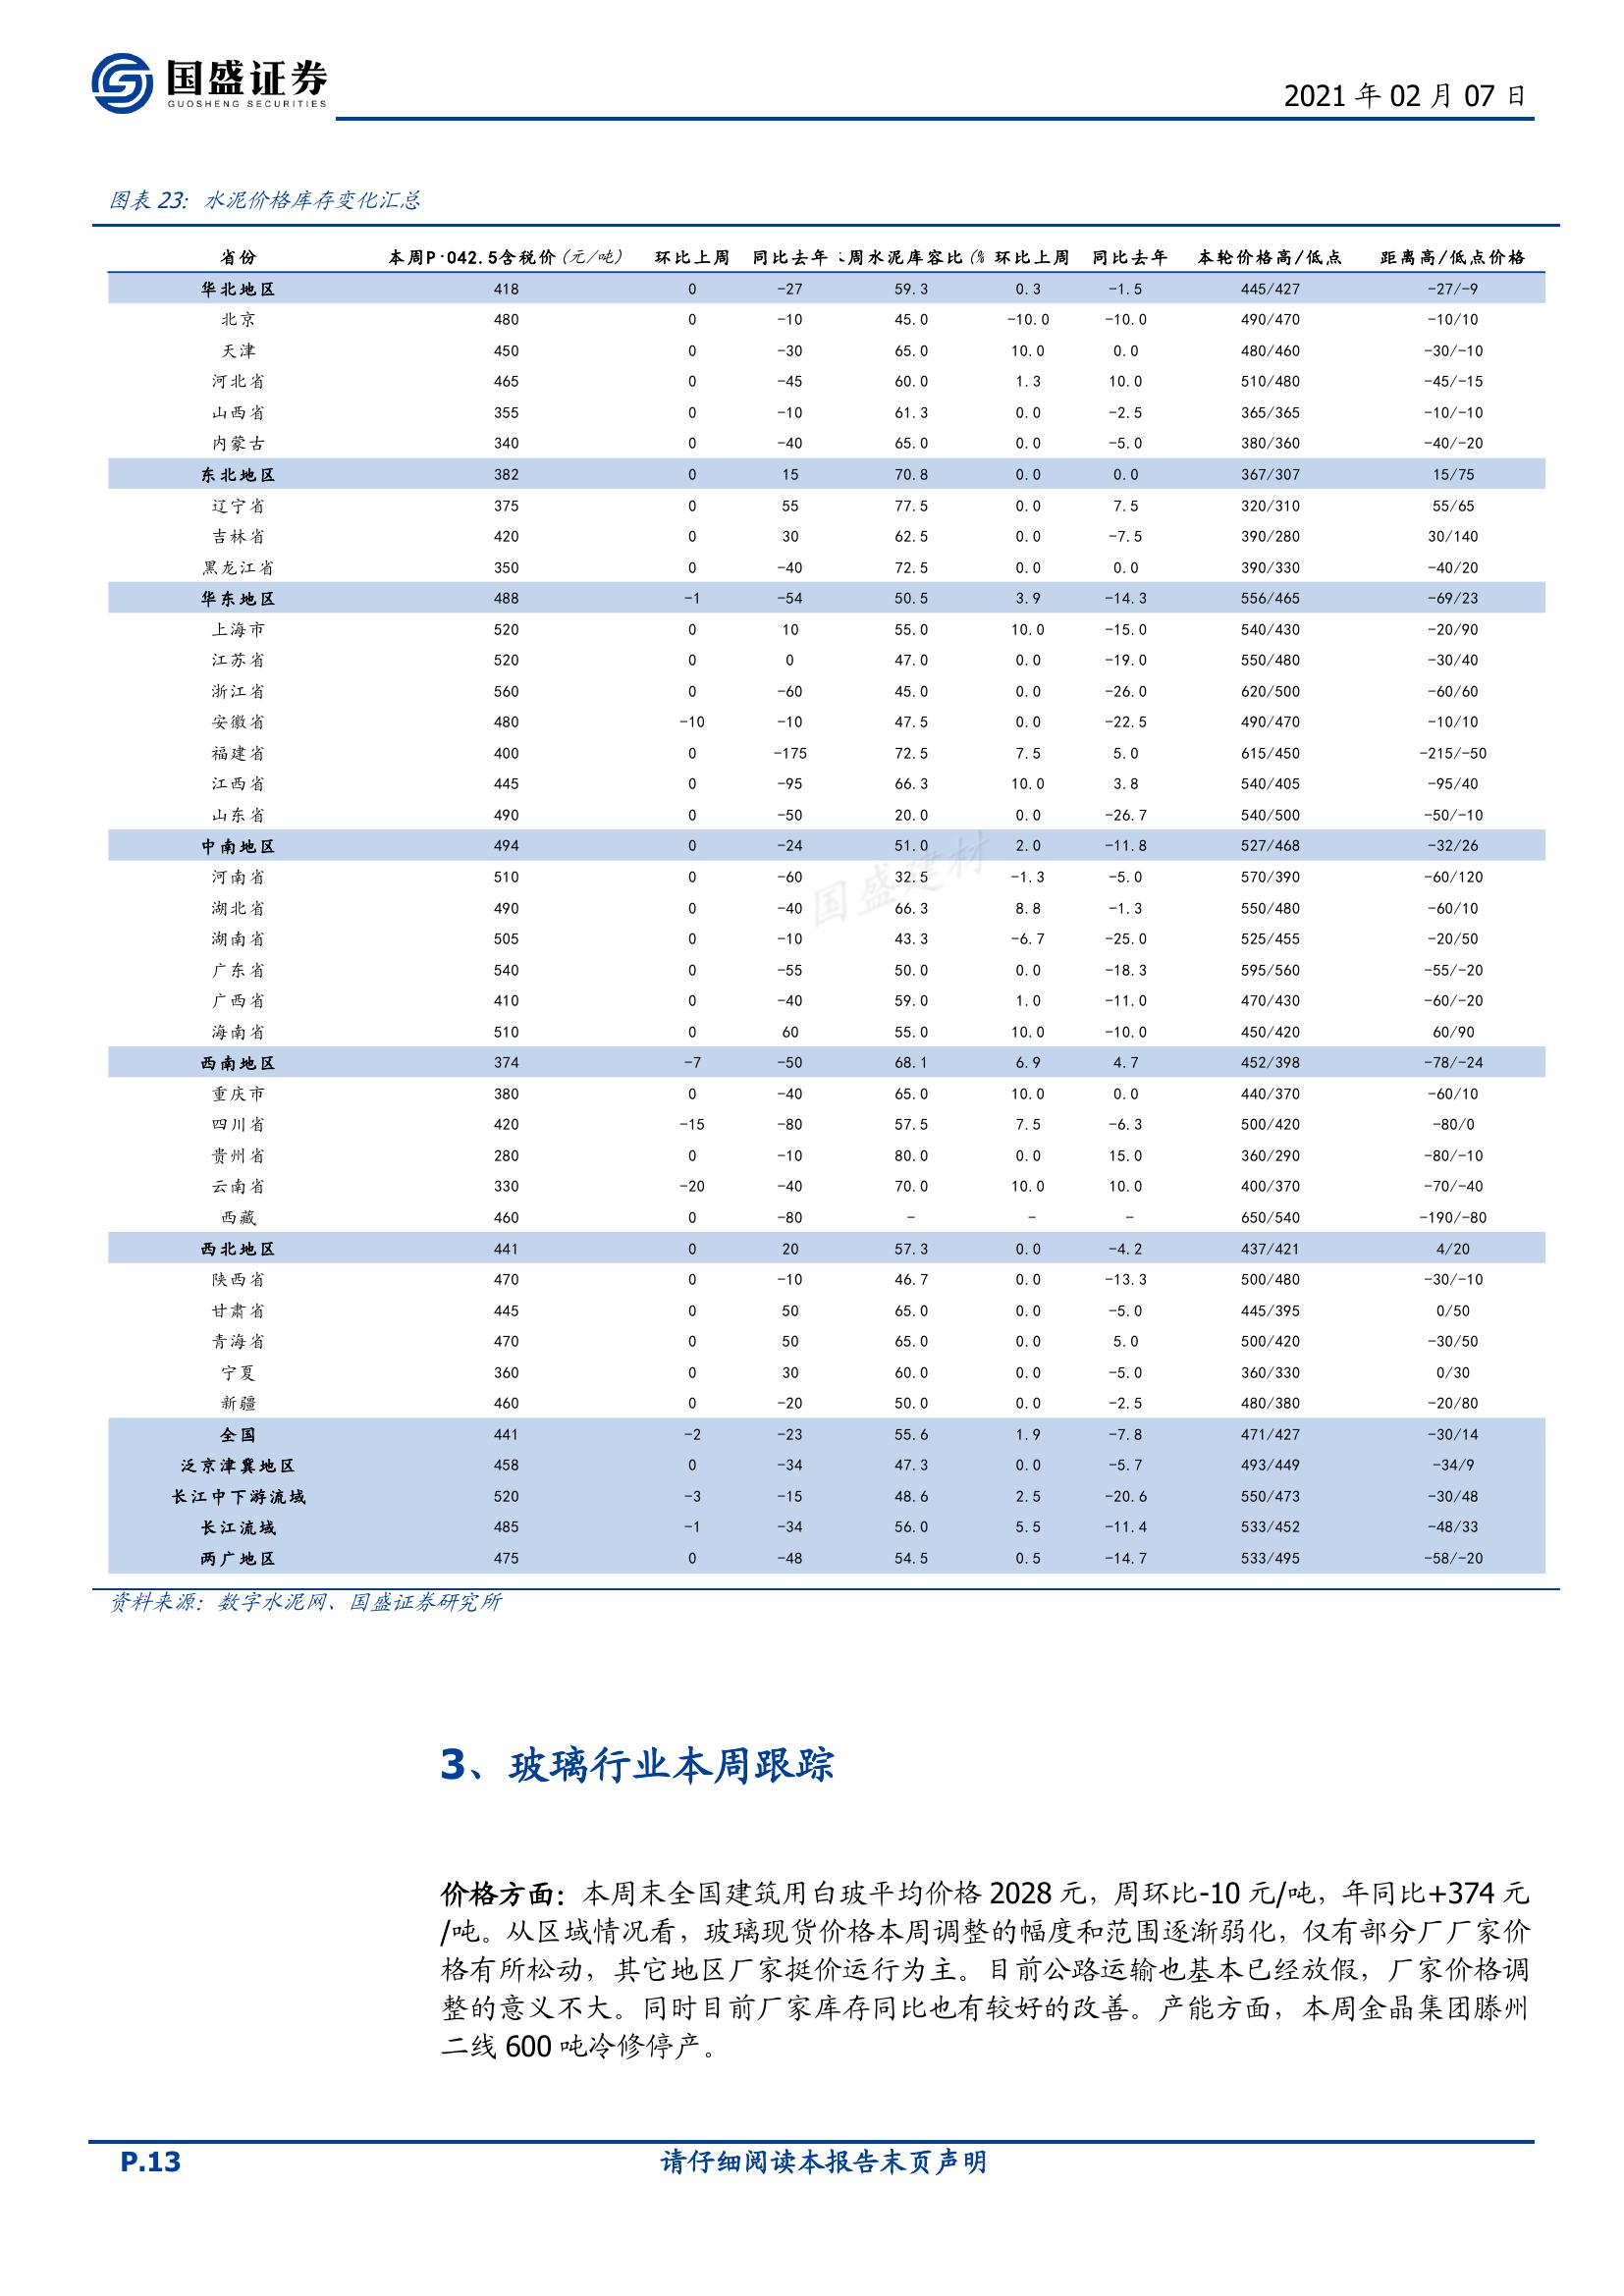 国盛证券
GUOSHENG SECURITIES
2021 年 02 月 07 日
图表 23：水泥价格库存变化汇总
省份 本周P·042.5含税价(元/吨) 环比上周 同比去年 周水泥库容比(% 环比上周 同比去年 本轮价格高/低点 距离高/低点价格
华北地区 418 0 -27 59.3 0.3 -1.5 445/427 -27/-9
北京 480 0 -10 45.0 -10.0 -10.0 490/470 -10/10
天津 450 0 -30 65.0 10.0 0.0 480/460 -30/-10
河北省 465 0 -45 60.0 1.3 10.0 510/480 -45/-15
山西省 355 0 -10 61.3 0.0 -2.5 365/365 -10/-10
内蒙古 340 0 -40 65.0 0.0 -5.0 380/360 -40/-20
东北地区 382 0 15 70.8 0.0 0.0 367/307 15/75
辽宁省 375 0 55 77.5 0.0 7.5 320/310 55/65
吉林省 420 0 30 62.5 0.0 -7.5 390/280 30/140
黑龙江省 350 0 -40 72.5 0.0 0.0 390/330 -40/20
华东地区 488 -1 -54 50.5 3.9 -14.3 556/465 -69/23
上海市 520 0 10 55.0 10.0 -15.0 540/430 -20/90
江苏省 520 0 0 47.0 0.0 -19.0 550/480 -30/40
浙江省 560 0 -60 45.0 0.0 -26.0 620/500 -60/60
安徽省 480 -10 -10 47.5 0.0 -22.5 490/470 -10/10
福建省 400 0 -175 72.5 7.5 5.0 615/450 -215/-50
江西省 445 0 -95 66.3 10.0 3.8 540/405 -95/40
山东省 490 0 -50 20.0 0.0 -26.7 540/500 -50/-10
中南地区 494 0 -24 51.0 2.0 -11.8 527/468 -32/26
河南省 510 0 -60 32.5 -1.3 -5.0 570/390 -60/120
国盛建材
湖北省 490 0 -40 66.3 8.8 -1.3 550/480 -60/10
湖南省 505 0 -10 43.3 -6.7 -25.0 525/455 -20/50
广东省 540 0 -55 50.0 0.0 -18.3 595/560 -55/-20
广西省 410 0 -40 59.0 1.0 -11.0 470/430 -60/-20
海南省 510 0 60 55.0 10.0 -10.0 450/420 60/90
西南地区 374 -7 -50 68.1 6.9 4.7 452/398 -78/-24
重庆市 380 0 -40 65.0 10.0 0.0 440/370 -60/10
四川省 420 -15 -80 57.5 7.5 -6.3 500/420 -80/0
贵州省 280 0 -10 80.0 0.0 15.0 360/290 -80/-10
云南省 330 -20 -40 70.0 10.0 10.0 400/370 -70/-40
西藏 460 0 -80 - - - 650/540 -190/-80
西北地区 441 0 20 57.3 0.0 -4.2 437/421 4/20
陕西省 470 0 -10 46.7 0.0 -13.3 500/480 -30/-10
甘肃省 445 0 50 65.0 0.0 -5.0 445/395 0/50
青海省 470 0 50 65.0 0.0 5.0 500/420 -30/50
宁夏 360 0 30 60.0 0.0 -5.0 360/330 0/30
新疆 460 0 -20 50.0 0.0 -2.5 480/380 -20/80
全国 441 -2 -23 55.6 1.9 -7.8 471/427 -30/14
泛京津冀地区 458 0 -34 47.3 0.0 -5.7 493/449 -34/9
长江中下游流域 520 -3 -15 48.6 2.5 -20.6 550/473 -30/48
长江流域 485 -1 -34 56.0 5.5 -11.4 533/452 -48/33
两广地区 475 0 -48 54.5 0.5 -14.7 533/495 -58/-20
资料来源：数字水泥网、国盛证券研究所
3、玻璃行业本周跟踪
价格方面：本周末全国建筑用白玻平均价格 2028 元，周环比-10 元/吨，年同比+374 元
/吨。从区域情况看，玻璃现货价格本周调整的幅度和范围逐渐弱化，仅有部分厂厂家价
格有所松动，其它地区厂家挺价运行为主。目前公路运输也基本已经放假，厂家价格调
整的意义不大。同时目前厂家库存同比也有较好的改善。产能方面，本周金晶集团滕州
二线 600 吨冷修停产。
P.13
请仔细阅读本报告末页声明